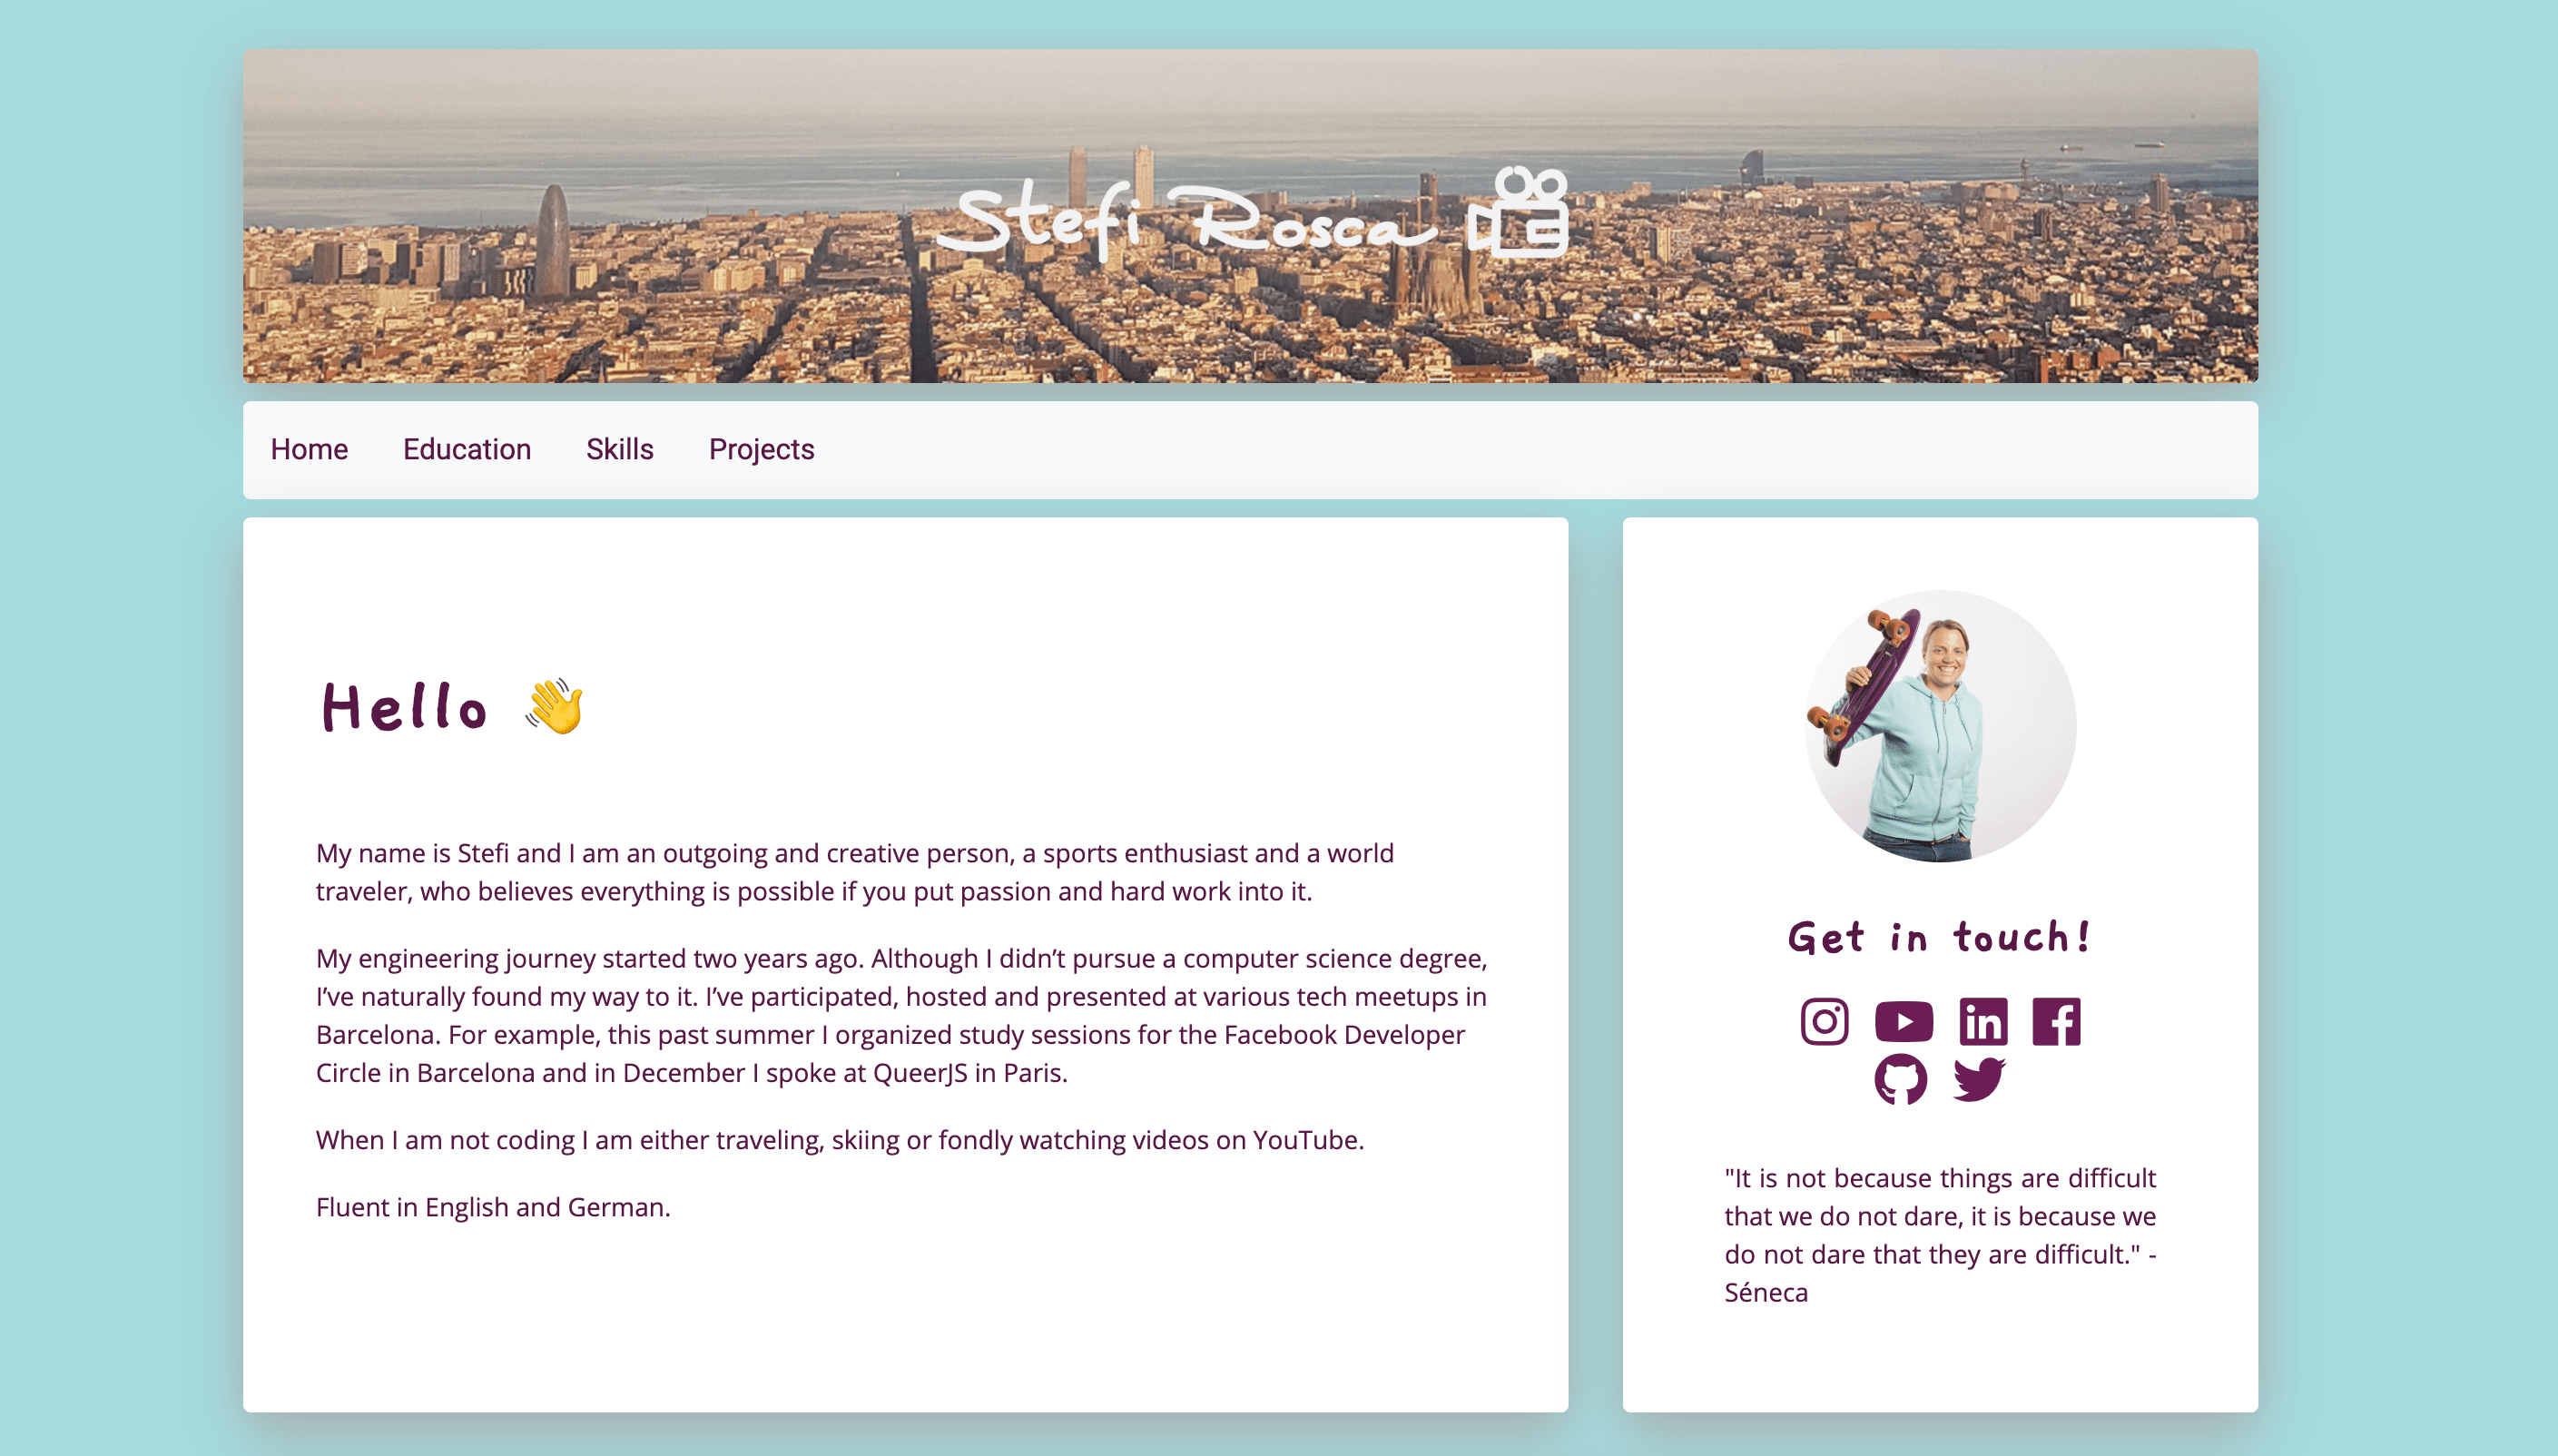 Stefi Rosca
Home Education Skills Projects
Hello 👋
My name is Stefi and I am an outgoing and creative person, a sports enthusiast and a world
traveler, who believes everything is possible if you put passion and hard work into it.
My engineering journey started two years ago. Although I didn’t pursue a computer science degree,
I’ve naturally found my way to it. I’ve participated, hosted and presented at various tech meetups in
Barcelona. For example, this past summer I organized study sessions for the Facebook Developer
Circle in Barcelona and in December I spoke at QueerJS in Paris.
When I am not coding I am either traveling, skiing or fondly watching videos on YouTube.
Fluent in English and German.
Get in touch!
"It is not because things are difficult
that we do not dare, it is because we
do not dare that they are difficult." -
Séneca